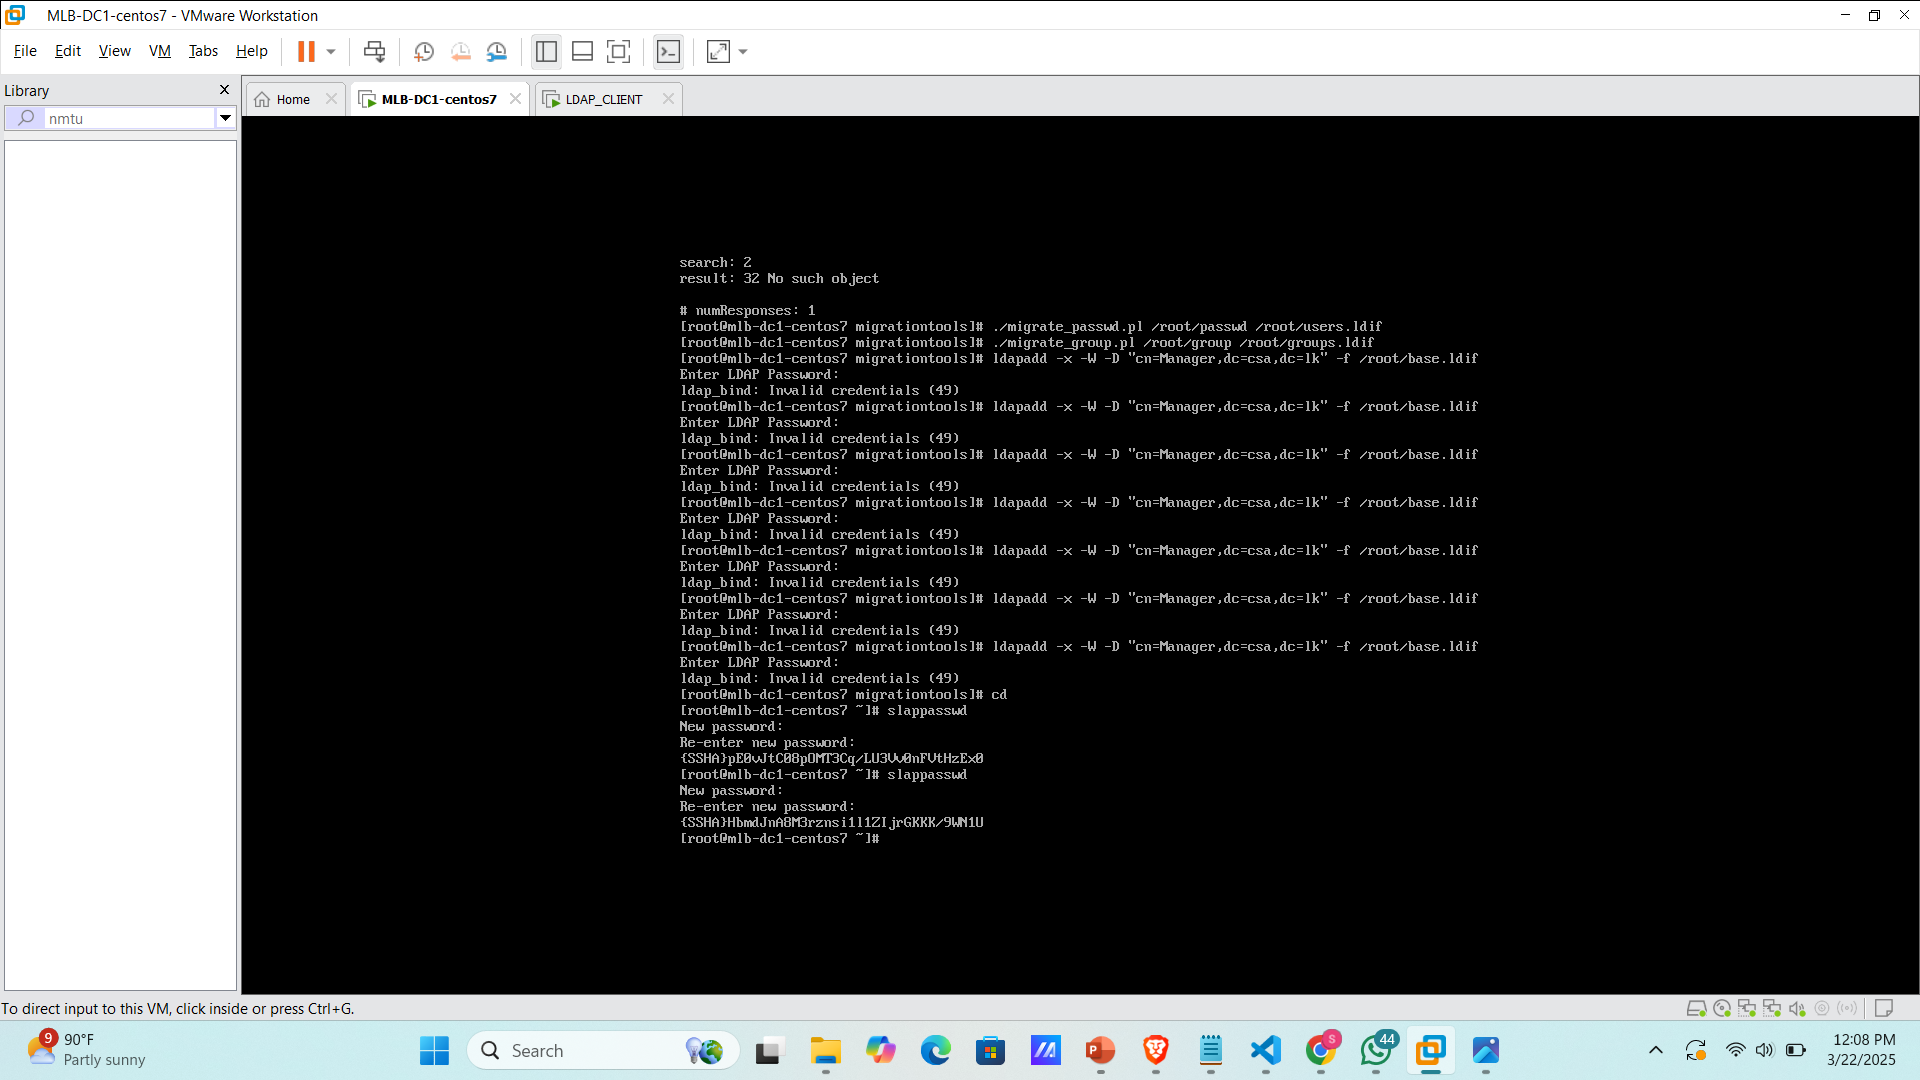 MLB-DC1-centos7 - VMware Workstation
File Edit View VM Tabs Help
Library
nmtu
Home
MLB-DC1-centos7
LDAP_CLIENT
search: 2
result: 32 No such object
# numResponses: 1
[root@mlb-dc1-centos7 migrationtools]# ./migrate_passwd.pl /root/passwd /root/users.ldif
[root@mlb-dc1-centos7 migrationtools]# ./migrate_group.pl /root/group /root/groups.ldif
[root@mlb-dc1-centos7 migrationtools]# ldapadd -x -W -D "cn=Manager,dc=csa,dc=lk" -f /root/base.ldif
Enter LDAP Password:
ldap_bind: Invalid credentials (49)
[root@mlb-dc1-centos7 migrationtools]# ldapadd -x -W -D "cn=Manager,dc=csa,dc=lk" -f /root/base.ldif
Enter LDAP Password:
ldap_bind: Invalid credentials (49)
[root@mlb-dc1-centos7 migrationtools]# ldapadd -x -W -D "cn=Manager,dc=csa,dc=lk" -f /root/base.ldif
Enter LDAP Password:
ldap_bind: Invalid credentials (49)
[root@mlb-dc1-centos7 migrationtools]# ldapadd -x -W -D "cn=Manager,dc=csa,dc=lk" -f /root/base.ldif
Enter LDAP Password:
ldap_bind: Invalid credentials (49)
[root@mlb-dc1-centos7 migrationtools]# ldapadd -x -W -D "cn=Manager,dc=csa,dc=lk" -f /root/base.ldif
Enter LDAP Password:
ldap_bind: Invalid credentials (49)
[root@mlb-dc1-centos7 migrationtools]# ldapadd -x -W -D "cn=Manager,dc=csa,dc=lk" -f /root/base.ldif
Enter LDAP Password:
ldap_bind: Invalid credentials (49)
[root@mlb-dc1-centos7 migrationtools]# ldapadd -x -W -D "cn=Manager,dc=csa,dc=lk" -f /root/base.ldif
Enter LDAP Password:
ldap_bind: Invalid credentials (49)
[root@mlb-dc1-centos7 migrationtools]# cd
[root@mlb-dc1-centos7 ~]# slappasswd
New password:
Re-enter new password:
{SSHA}pE0vJtC08pOMT3Cq/LU3Vv0nFVtHzEx0
[root@mlb-dc1-centos7 ~]# slappasswd
New password:
Re-enter new password:
{SSHA}HbmdJnA8M3rznsi1l1ZIjrGKKK/9WN1U
[root@mlb-dc1-centos7 ~]#
To direct input to this VM, click inside or press Ctrl+G.
9
90°F
Partly sunny
Search
S
44
12:08 PM
3/22/2025